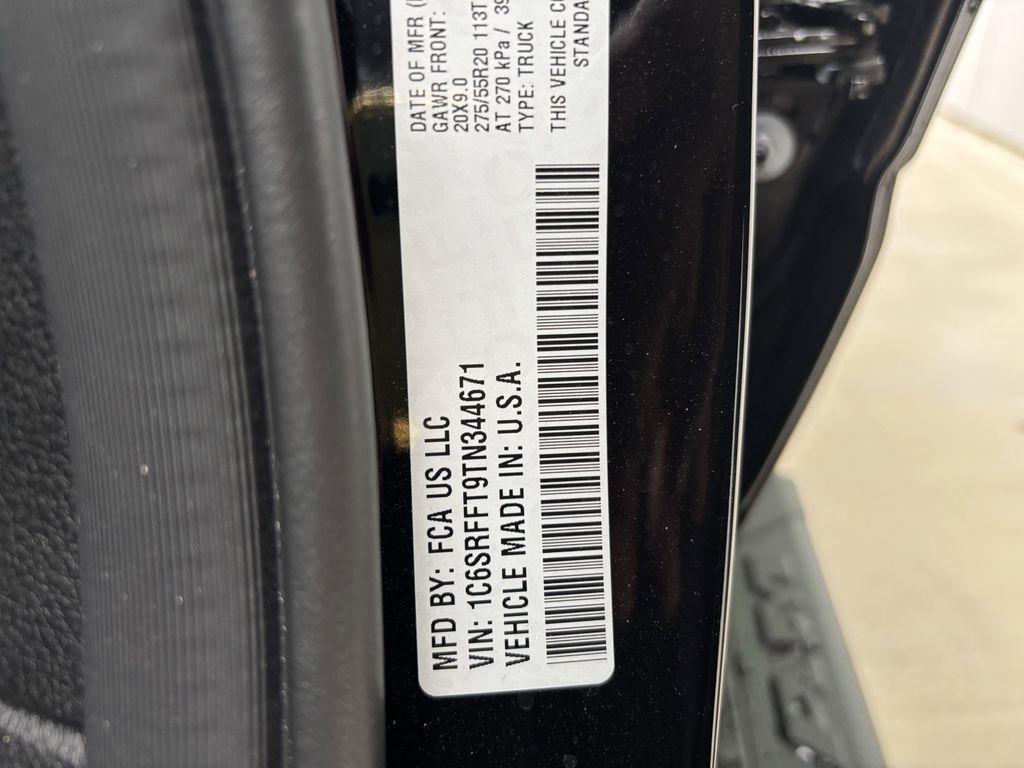 MFD BY: FCA US LLC
VIN: 1C6SRFFT9TN344671
VEHICLE MADE IN: U.S.A.
DATE OF MFR
GAWR FRONT:
20X9.0
275/55R20 113T
AT 270 kPa / 39
TYPE: TRUCK
THIS VEHICLE
STANDA